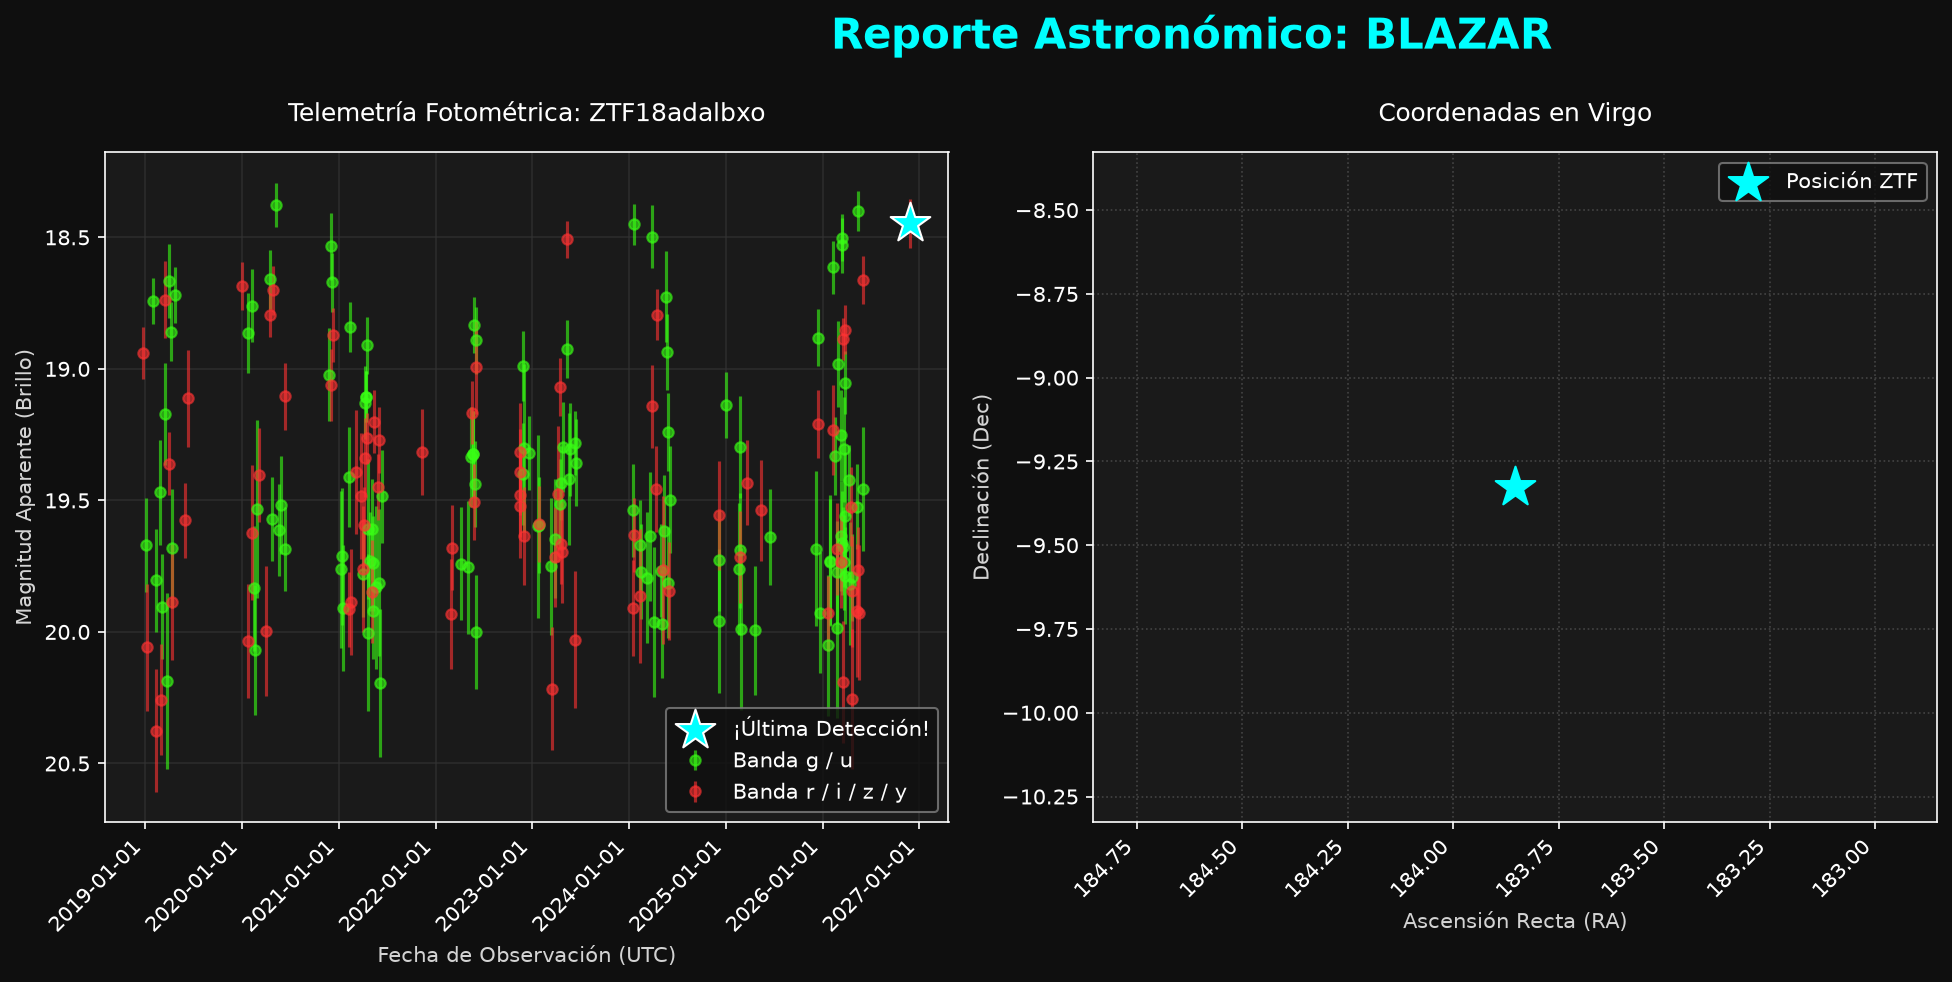 Reporte Astronómico: BLAZAR
Telemetría Fotométrica: ZTF18adalbxo
Magnitud Aparente (Brillo)
18.5
19.0
19.5
20.0
20.5
¡Última Detección!
Banda g / u
Banda r / i / z / y
2019-01-01
2020-01-01
2021-01-01
2022-01-01
2023-01-01
2024-01-01
2025-01-01
2026-01-01
2027-01-01
Fecha de Observación (UTC)
Coordenadas en Virgo
Posición ZTF
Declinación (Dec)
−8.50
−8.75
−9.00
−9.25
−9.50
−9.75
−10.00
−10.25
184.75
184.50
184.25
184.00
183.75
183.50
183.25
183.00
Ascensión Recta (RA)